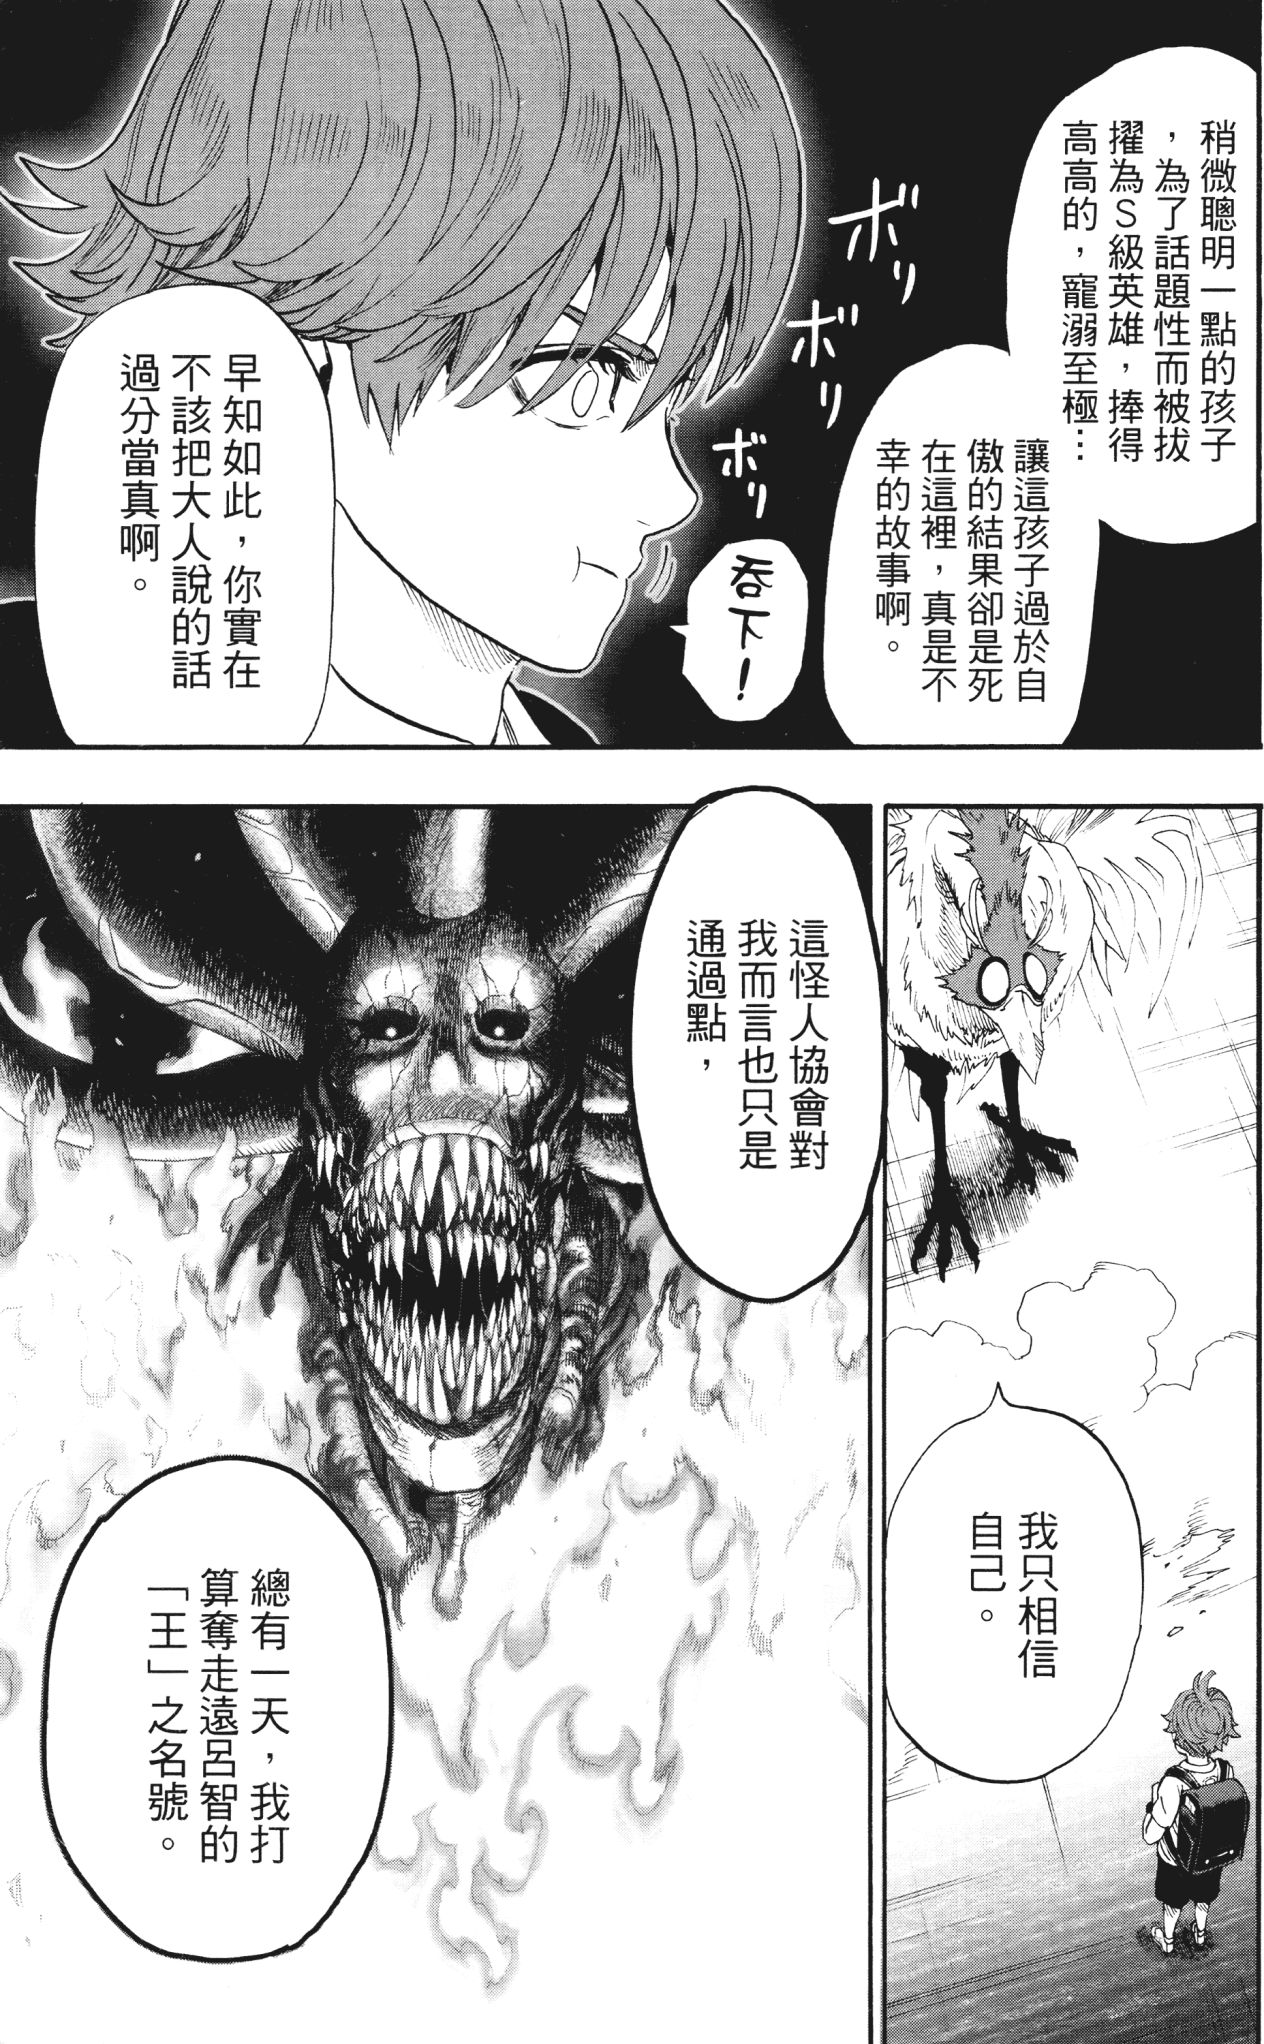 稍微聰明一點的孩子
，為了話題性而被拔
擢為Ｓ級英雄，捧得
高高的，寵溺至極…
讓這孩子過於自
傲的結果卻是死
在這裡，真是不
幸的故事啊。
ボリ
ボリ
ボリ
吞下！
早知如此，你實在
不該把大人說的話
過分當真啊。
我只相信
自己。
這怪人協會對
我而言也只是
通過點，
總有一天，我打
算奪走遠呂智的
「王」之名號。